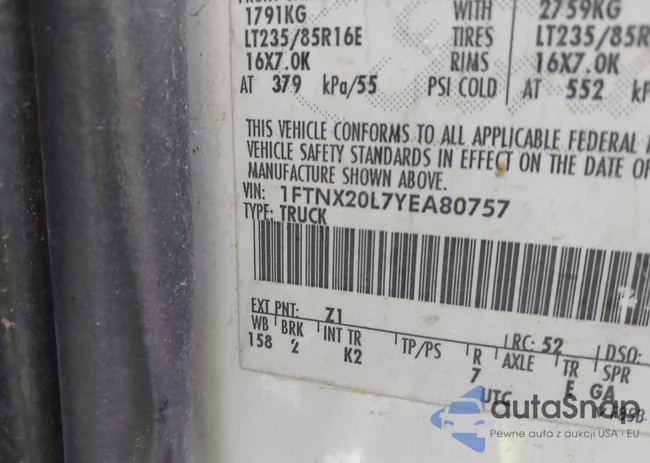 1791KG WITH 2759KG
LT235/85R16E TIRES LT235/85R
16X7.0K RIMS 16X7.0K
AT 379 kPa/55 PSI COLD AT 552 kP
THIS VEHICLE CONFORMS TO ALL APPLICABLE FEDERAL
VEHICLE SAFETY STANDARDS IN EFFECT ON THE DATE OF
MANUFACTURE SHOWN ABOVE.
VIN: 1FTNX20L7YEA80757
TYPE: TRUCK
EXT PNT: Z1 RC: 52 DSO:
WB BRK INT TR TP/PS R AXLE TR SPR
158 2 K2 7 E GA
UTC
autaSnap
Pewne auta z aukcji USA i EU